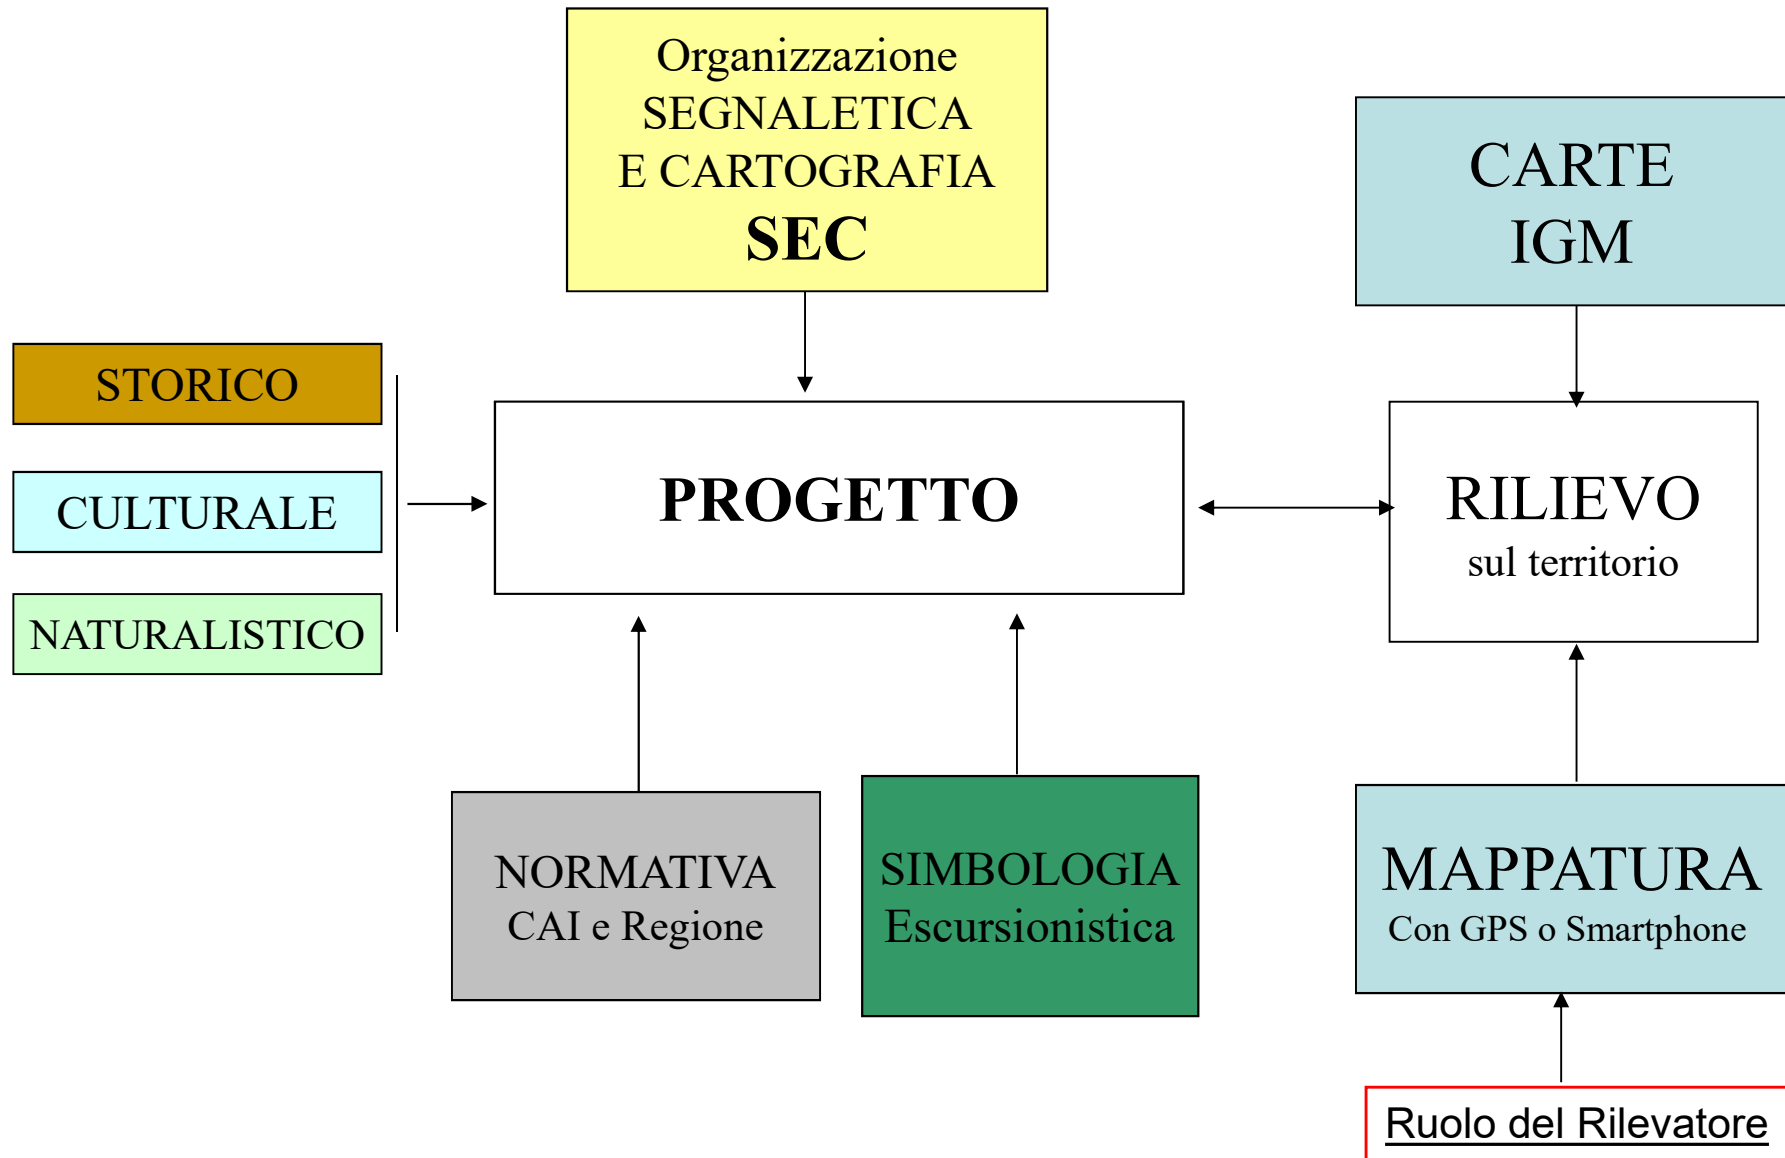 Organizzazione
SEGNALETICA
E CARTOGRAFIA
SEC
CARTE
IGM
STORICO
CULTURALE
NATURALISTICO
PROGETTO
RILIEVO
sul territorio
NORMATIVA
CAI e Regione
SIMBOLOGIA
Escursionistica
MAPPATURA
Con GPS o Smartphone
Ruolo del Rilevatore